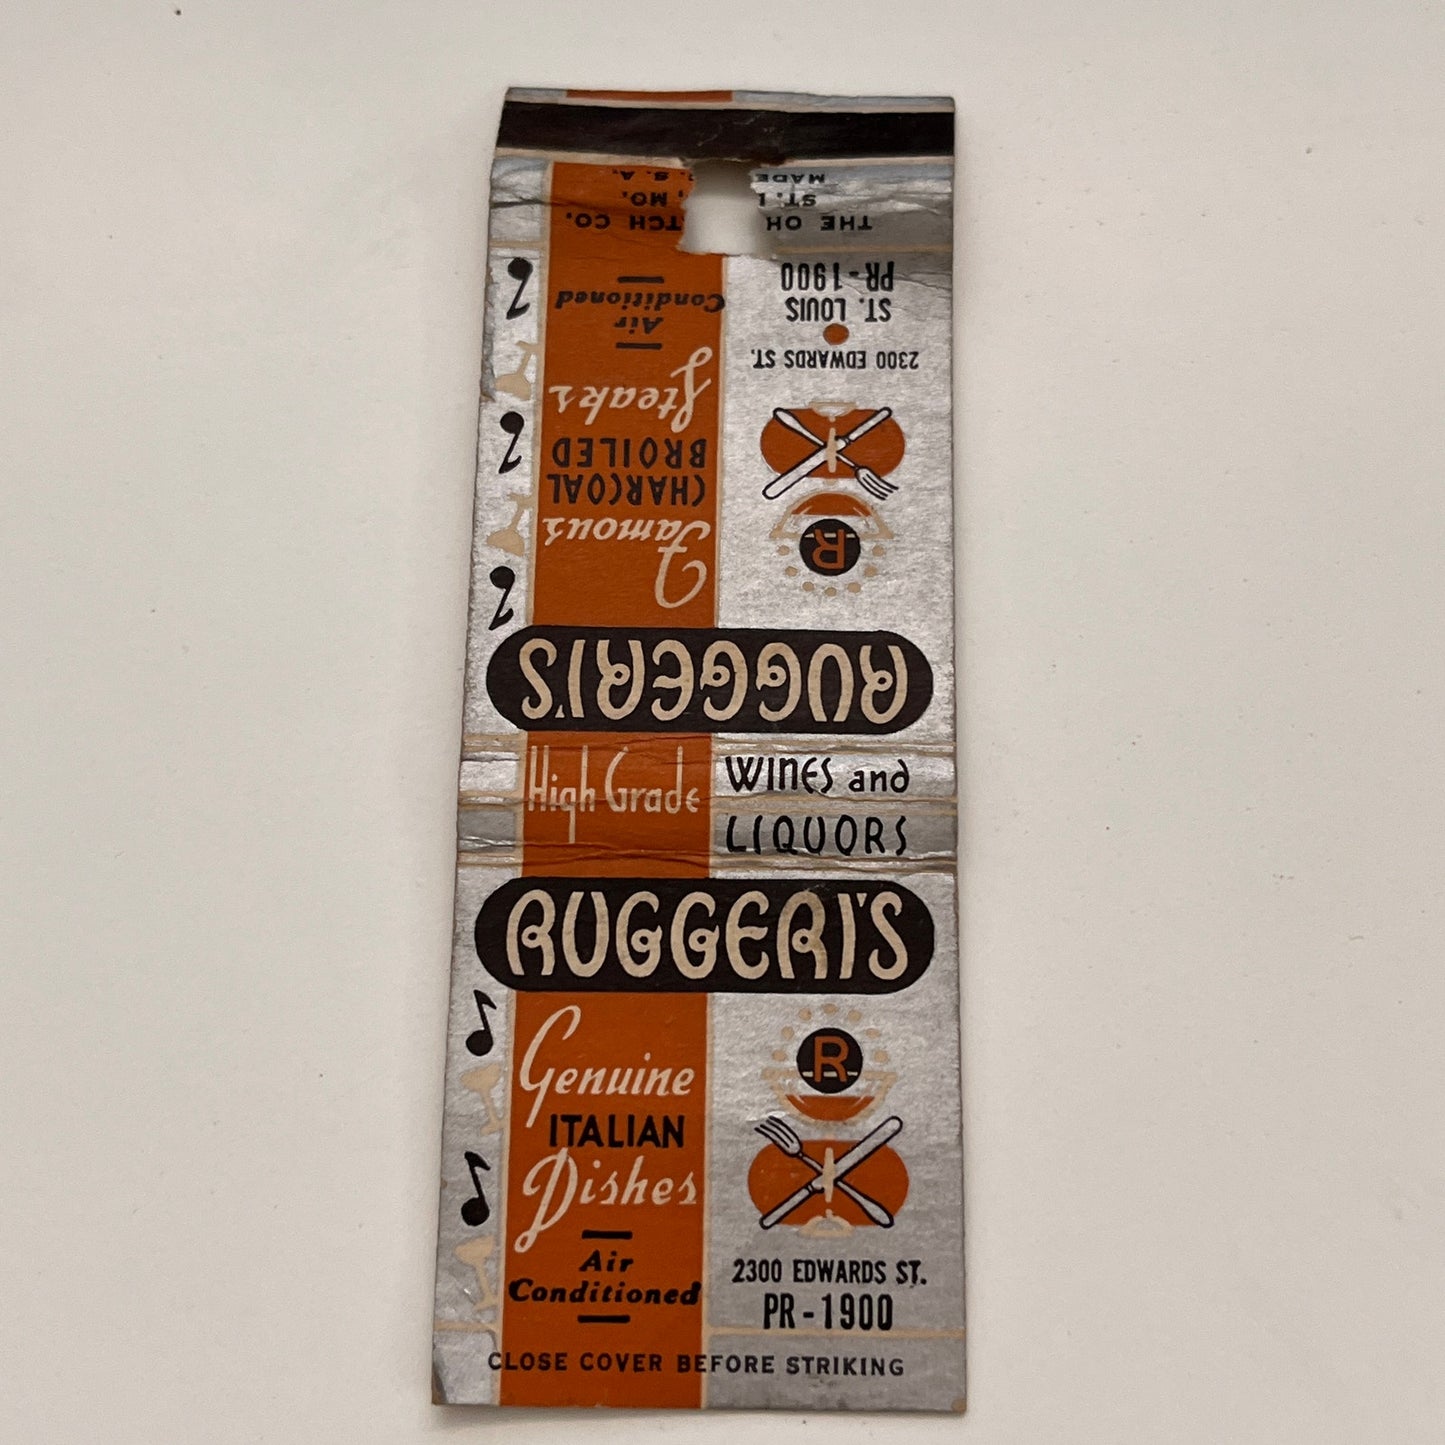 RUGGERI'S
Famous
CHARCOAL
BROILED
Steaks
Air
Conditioned
R
2300 EDWARDS ST.
ST. LOUIS
PR-1900
THE OH TCH CO.
ST. MO.
MADE S. A.
High Grade WINES and
LIQUORS
RUGGERI'S
Genuine
ITALIAN
Dishes
Air
Conditioned
R
2300 EDWARDS ST.
PR-1900
CLOSE COVER BEFORE STRIKING